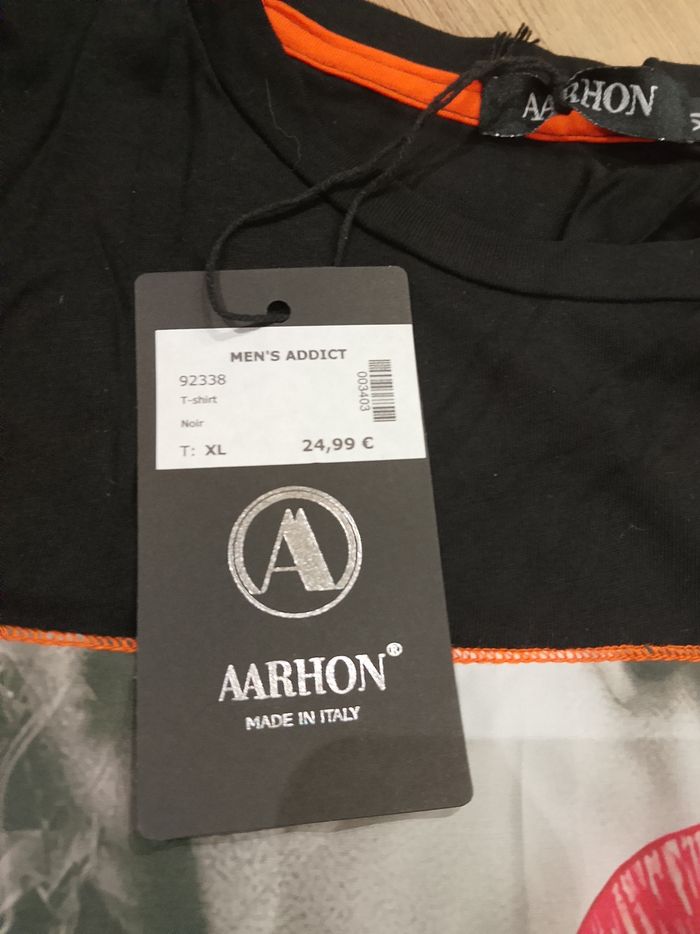 AARHON
MEN'S ADDICT
92338
T-shirt
Noir
003403
T: XL
24,99 €
A
AARHON®
MADE IN ITALY